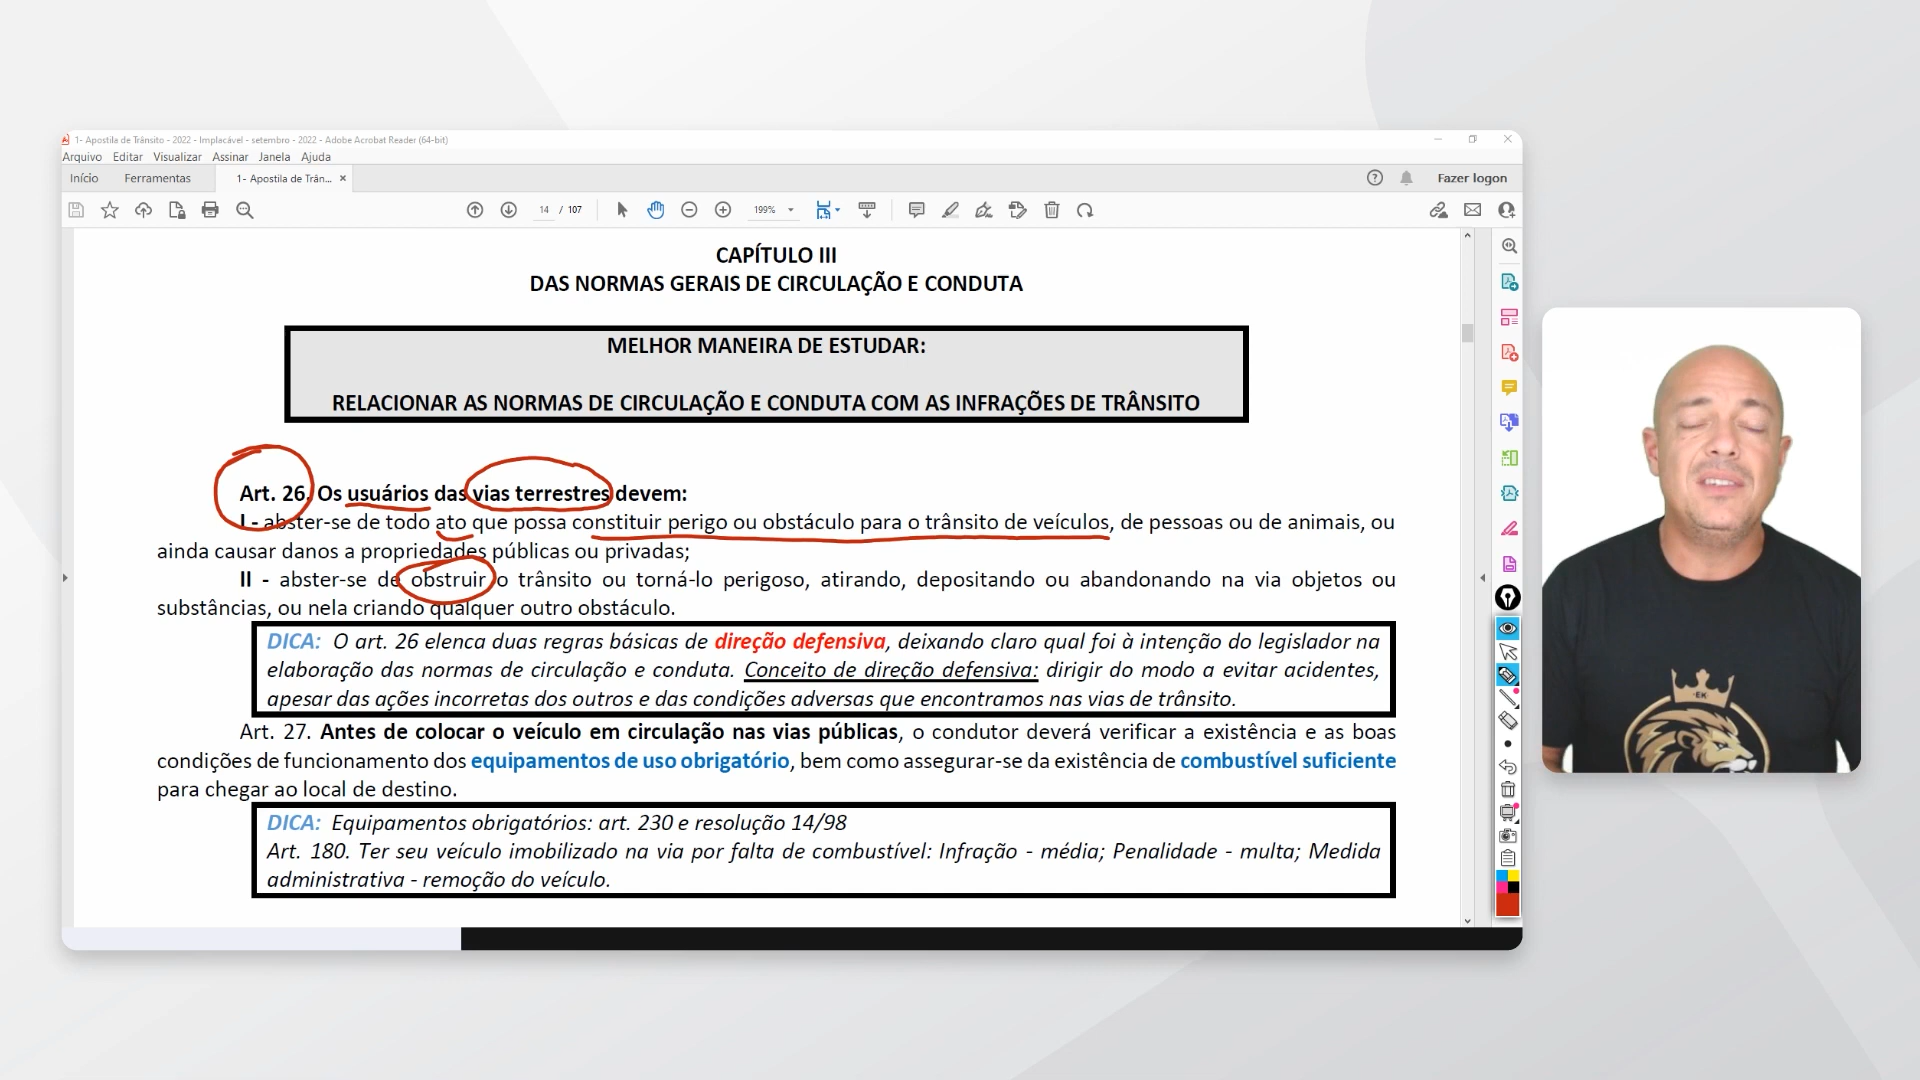 1- Apostila de Trânsito - 2022 - Implacável - setembro - 2022 - Adobe Acrobat Reader (64-bit)
Arquivo Editar Visualizar Assinar Janela Ajuda
Início Ferramentas 1- Apostila de Trân... × Fazer logon
14 / 107 199%
CAPÍTULO III
DAS NORMAS GERAIS DE CIRCULAÇÃO E CONDUTA
MELHOR MANEIRA DE ESTUDAR:
RELACIONAR AS NORMAS DE CIRCULAÇÃO E CONDUTA COM AS INFRAÇÕES DE TRÂNSITO
Art. 26. Os usuários das vias terrestres devem:
I - abster-se de todo ato que possa constituir perigo ou obstáculo para o trânsito de veículos, de pessoas ou de animais, ou
ainda causar danos a propriedades públicas ou privadas;
II - abster-se de obstruir o trânsito ou torná-lo perigoso, atirando, depositando ou abandonando na via objetos ou
substâncias, ou nela criando qualquer outro obstáculo.
DICA: O art. 26 elenca duas regras básicas de direção defensiva, deixando claro qual foi à intenção do legislador na
elaboração das normas de circulação e conduta. Conceito de direção defensiva: dirigir do modo a evitar acidentes,
apesar das ações incorretas dos outros e das condições adversas que encontramos nas vias de trânsito.
Art. 27. Antes de colocar o veículo em circulação nas vias públicas, o condutor deverá verificar a existência e as boas
condições de funcionamento dos equipamentos de uso obrigatório, bem como assegurar-se da existência de combustível suficiente
para chegar ao local de destino.
DICA: Equipamentos obrigatórios: art. 230 e resolução 14/98
Art. 180. Ter seu veículo imobilizado na via por falta de combustível: Infração - média; Penalidade - multa; Medida
administrativa - remoção do veículo.
EK